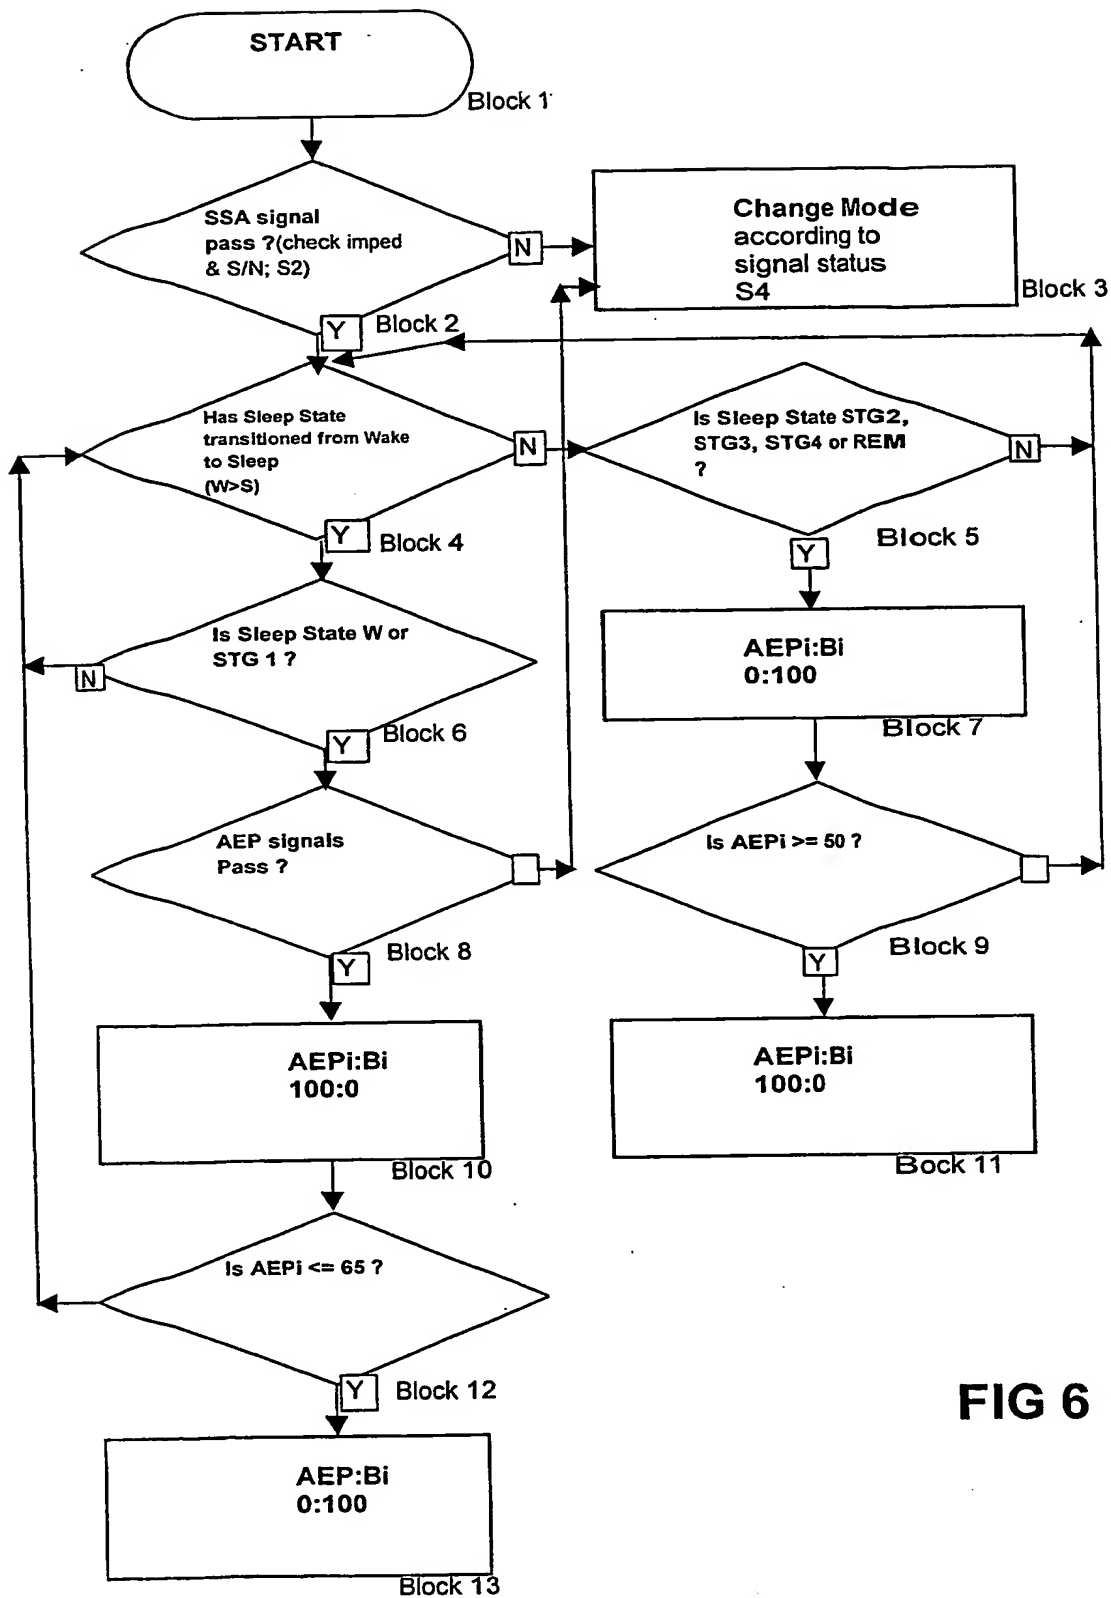 START
Block 1
SSA signal
pass ?(check imped
& S/N; S2)
N
Change Mode
according to
signal status
S4
Block 3
Y
Block 2
Has Sleep State
transitioned from Wake
to Sleep
(W>S)
N
Is Sleep State STG2,
STG3, STG4 or REM
?
N
Y
Block 4
Y
Block 5
Is Sleep State W or
STG 1 ?
N
AEPi:Bi
0:100
Block 7
Y
Block 6
AEP signals
Pass ?
Is AEPi >= 50 ?
Y
Block 8
Y
Block 9
AEPi:Bi
100:0
Block 10
AEPi:Bi
100:0
Bock 11
Is AEPi <= 65 ?
Y
Block 12
AEP:Bi
0:100
Block 13
FIG 6